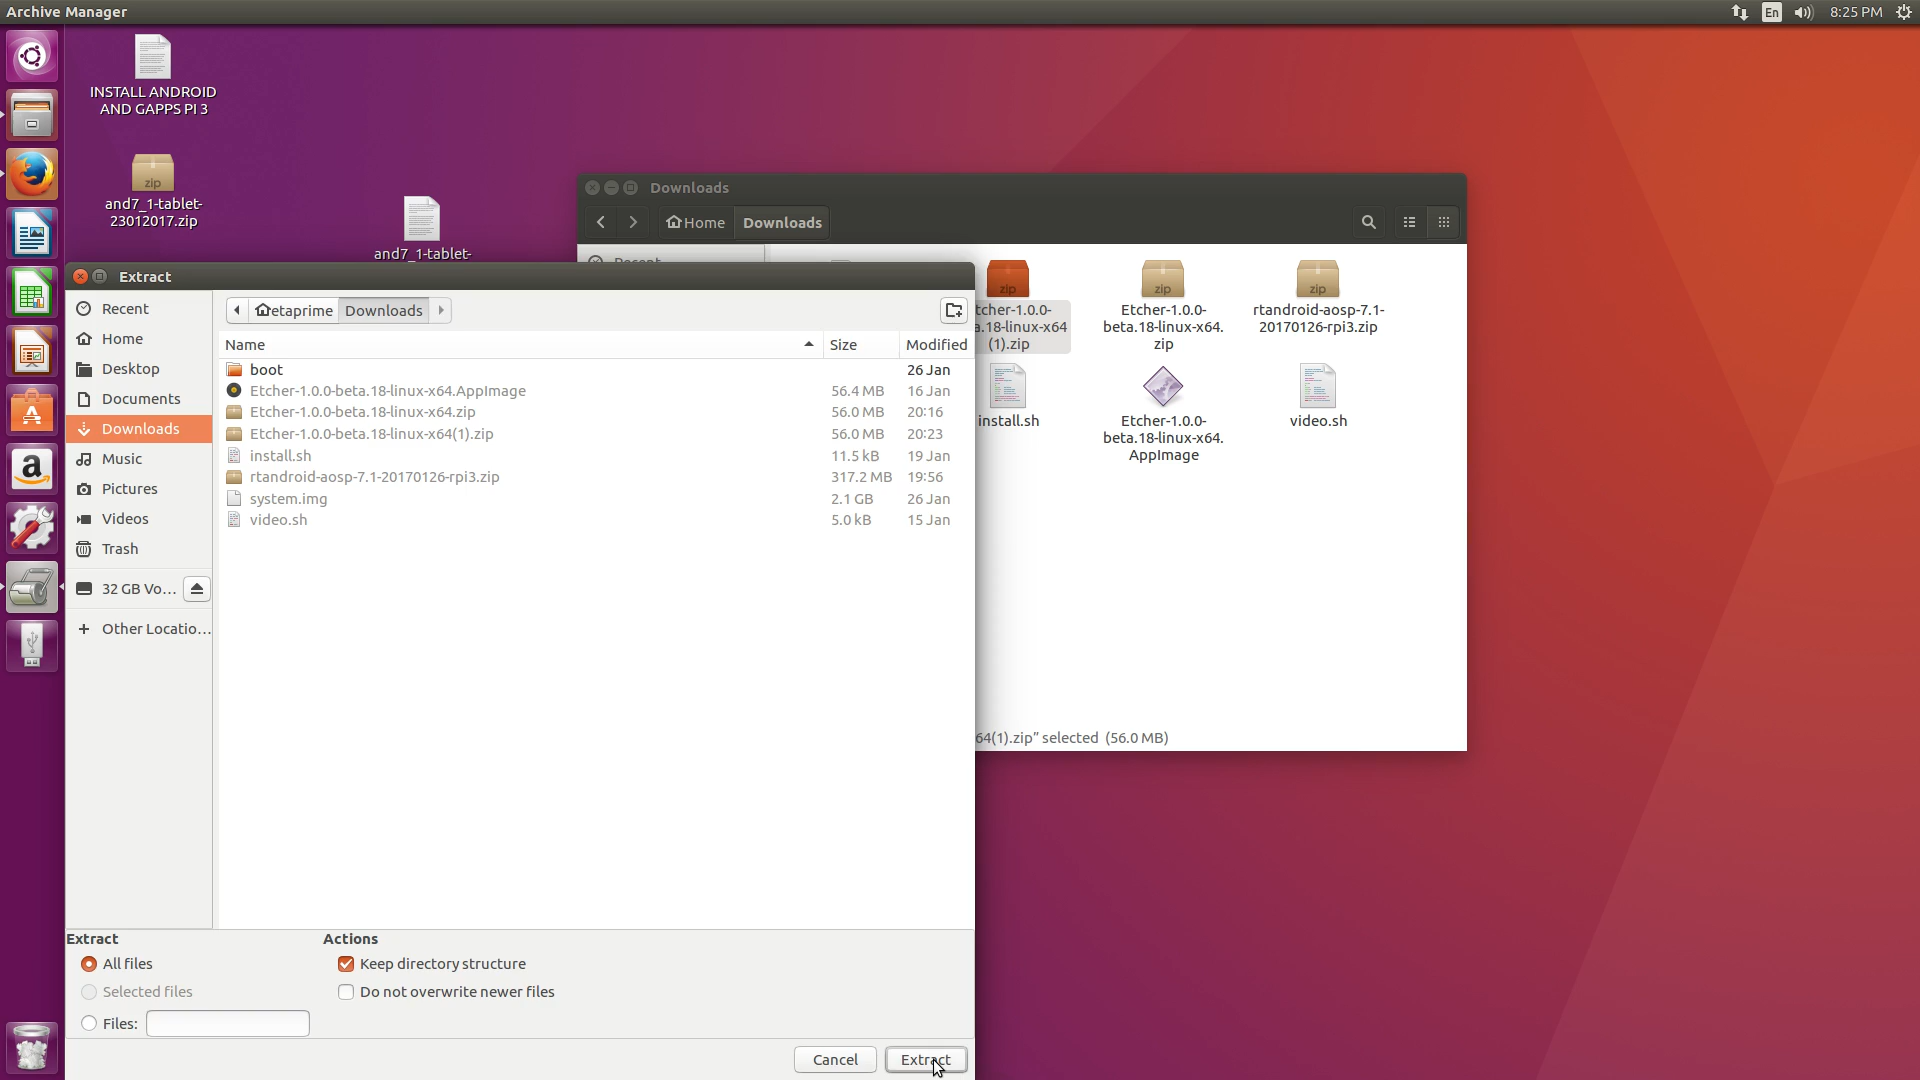 Archive Manager
En
8:25 PM
INSTALL ANDROID
AND GAPPS PI 3
zip
and7_1-tablet-
23012017.zip
and7_1-tablet-
Downloads
Home
Downloads
zip
tcher-1.0.0-
a.18-linux-x64
(1).zip
zip
Etcher-1.0.0-
beta.18-linux-x64.
zip
zip
rtandroid-aosp-7.1-
20170126-rpi3.zip
install.sh
Etcher-1.0.0-
beta.18-linux-x64.
AppImage
video.sh
64(1).zip” selected (56.0 MB)
Extract
Recent
Home
Desktop
Documents
Downloads
Music
Pictures
Videos
Trash
32 GB Vo...
Other Locatio...
etaprime
Downloads
Name Size Modified
boot 26 Jan
Etcher-1.0.0-beta.18-linux-x64.AppImage 56.4 MB 16 Jan
Etcher-1.0.0-beta.18-linux-x64.zip 56.0 MB 20:16
Etcher-1.0.0-beta.18-linux-x64(1).zip 56.0 MB 20:23
install.sh 11.5 kB 19 Jan
rtandroid-aosp-7.1-20170126-rpi3.zip 317.2 MB 19:56
system.img 2.1 GB 26 Jan
video.sh 5.0 kB 15 Jan
Extract
All files
Selected files
Files:
Actions
Keep directory structure
Do not overwrite newer files
Cancel
Extract